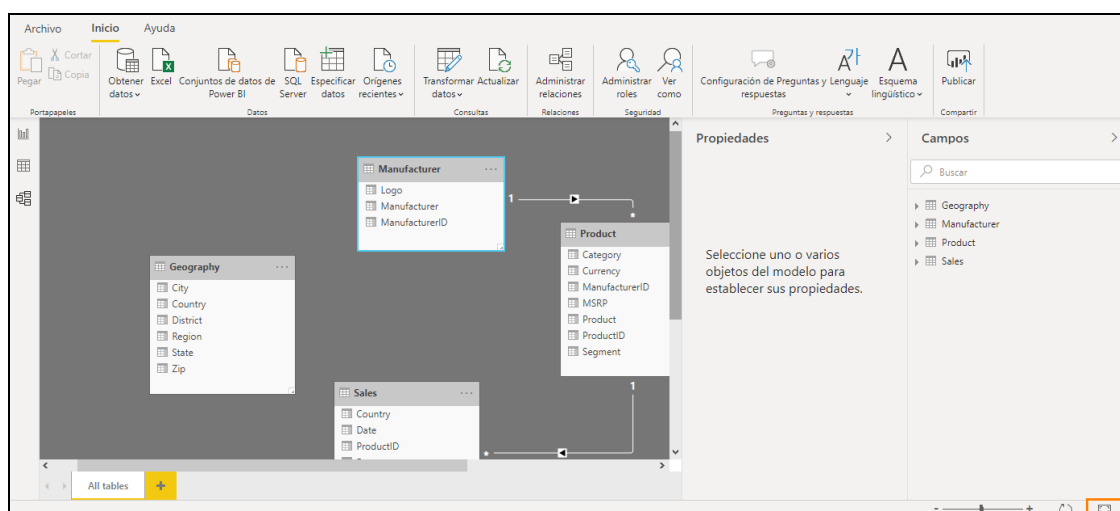 Archivo Inicio Ayuda
Pegar
Cortar
Copia
Portapapeles
Obtener datos
Excel
Conjuntos de datos de Power BI
SQL Server
Especificar datos
Orígenes recientes
Datos
Transformar datos
Actualizar
Consultas
Administrar relaciones
Relaciones
Administrar roles
Ver como
Seguridad
Configuración de Preguntas y respuestas
Lenguaje
Esquema lingüístico
Preguntas y respuestas
Publicar
Compartir
Manufacturer ...
Logo
Manufacturer
ManufacturerID
1
*
Product
Category
Currency
ManufacturerID
MSRP
Product
ProductID
Segment
1
Geography ...
City
Country
District
Region
State
Zip
Sales ...
Country
Date
ProductID
*
All tables +
Propiedades
Seleccione uno o varios
objetos del modelo para
establecer sus propiedades.
Campos
Buscar
Geography
Manufacturer
Product
Sales
- +